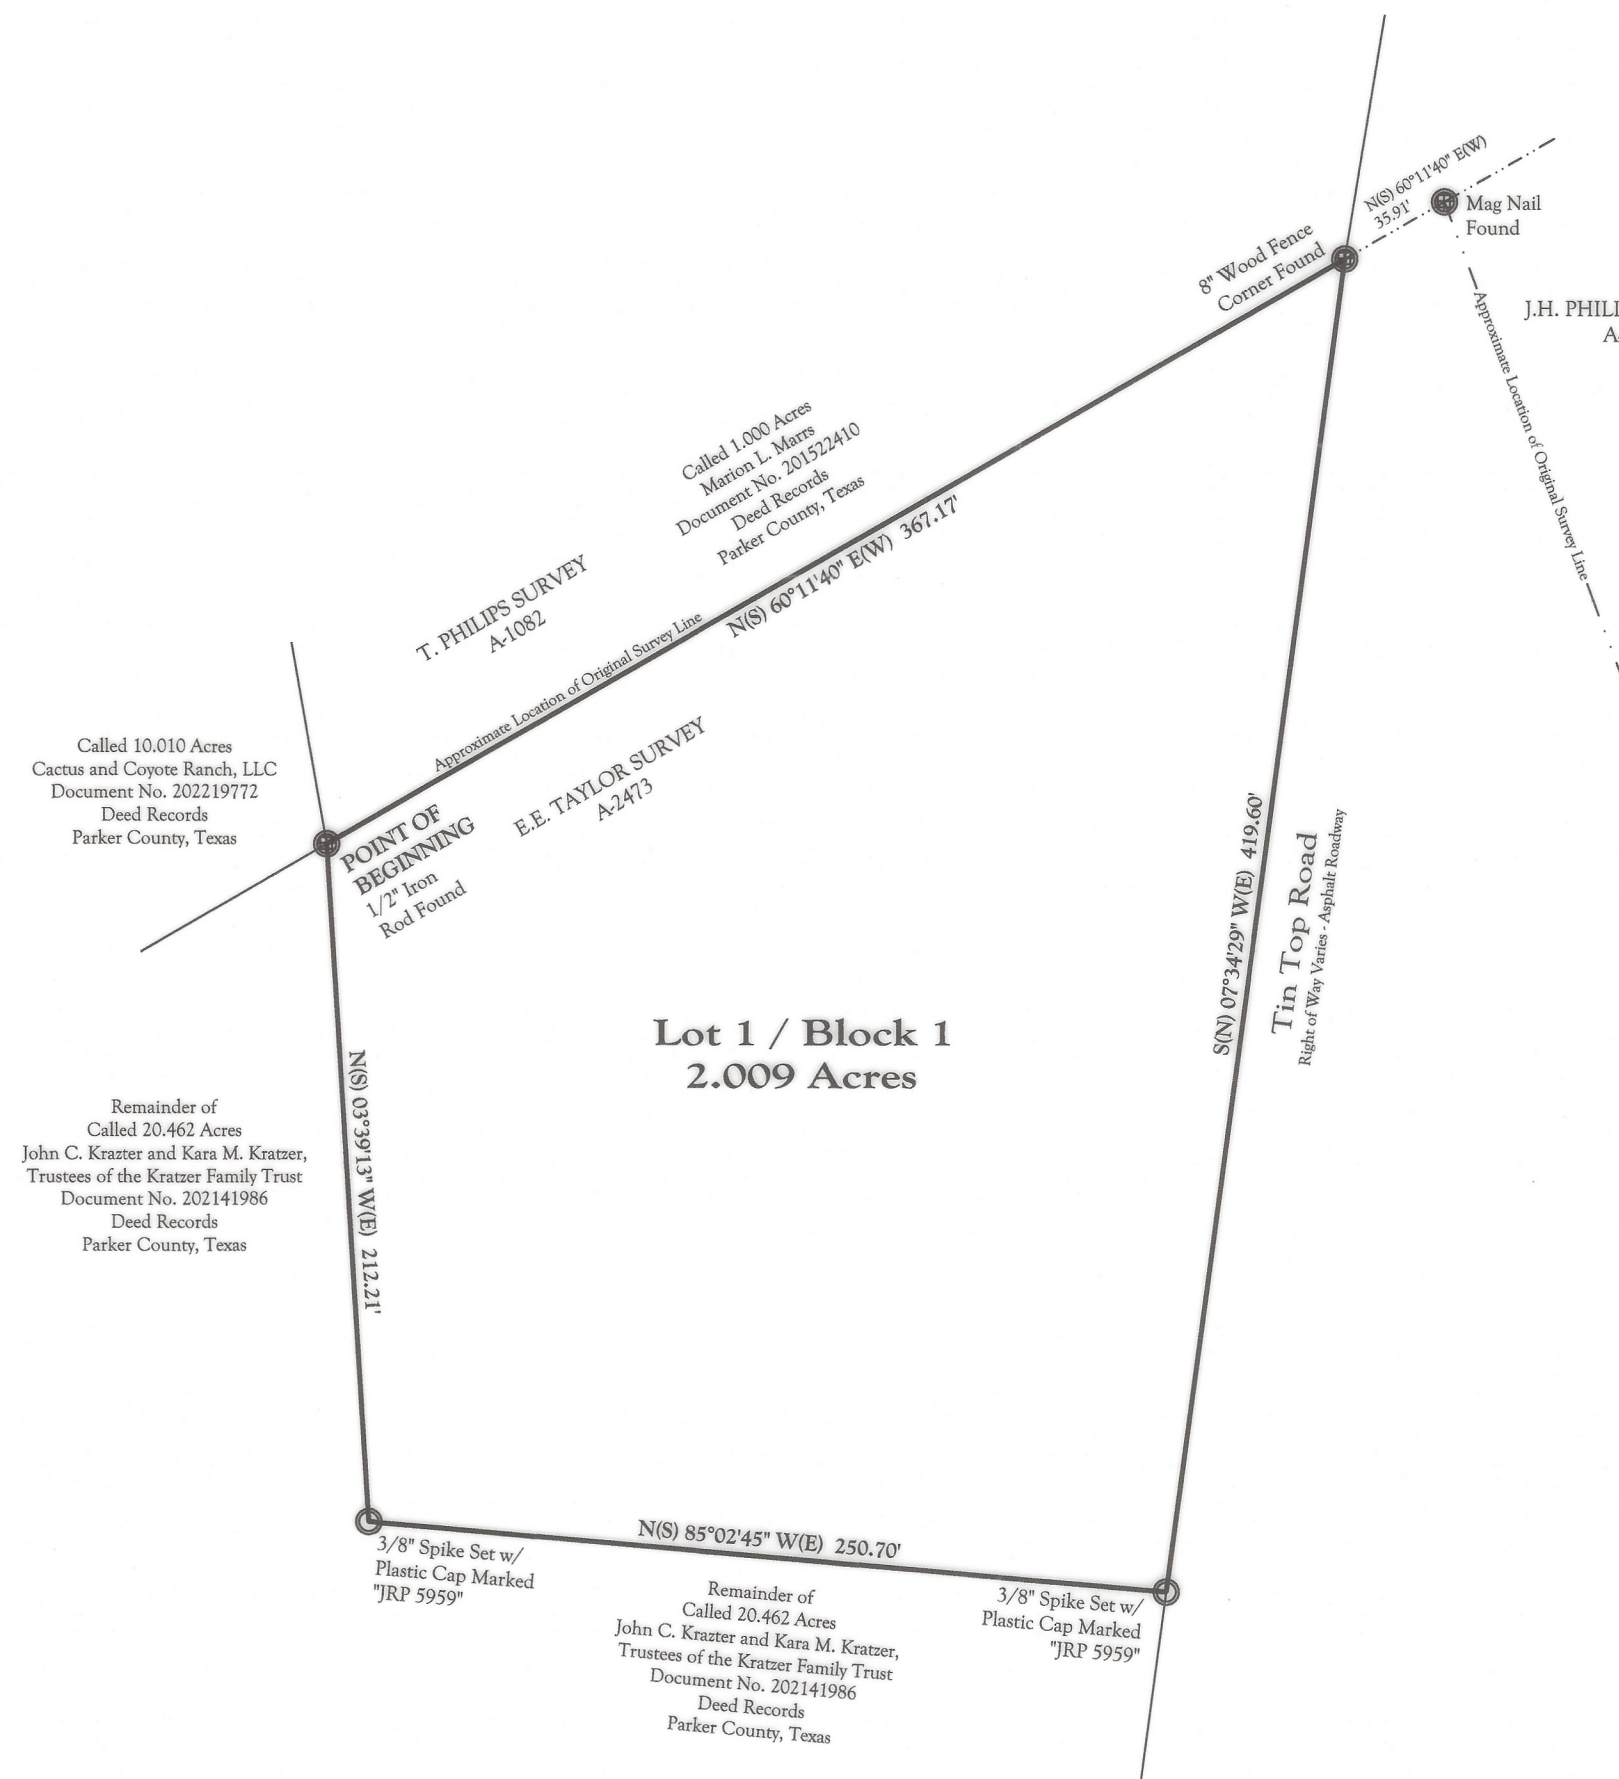 N(S) 60°11'40" E(W)
35.91'
Mag Nail
Found
8" Wood Fence
Corner Found
J.H. PHILI
A
Approximate Location of Original Survey Line
Called 1.000 Acres
Marion L. Marrs
Document No. 201522410
Deed Records
Parker County, Texas
N(S) 60°11'40" E(W) 367.17'
T. PHILIPS SURVEY
A-1082
Approximate Location of Original Survey Line
E.E. TAYLOR SURVEY
A-2473
Called 10.010 Acres
Cactus and Coyote Ranch, LLC
Document No. 202219772
Deed Records
Parker County, Texas
POINT OF
BEGINNING
1/2" Iron
Rod Found
S(N) 07°34'29" W(E) 419.60'
Tin Top Road
Right of Way Varies - Asphalt Roadway
Lot 1 / Block 1
2.009 Acres
N(S) 03°39'13" W(E) 212.21'
Remainder of
Called 20.462 Acres
John C. Krazter and Kara M. Kratzer,
Trustees of the Kratzer Family Trust
Document No. 202141986
Deed Records
Parker County, Texas
N(S) 85°02'45" W(E) 250.70'
3/8" Spike Set w/
Plastic Cap Marked
"JRP 5959"
3/8" Spike Set w/
Plastic Cap Marked
"JRP 5959"
Remainder of
Called 20.462 Acres
John C. Krazter and Kara M. Kratzer,
Trustees of the Kratzer Family Trust
Document No. 202141986
Deed Records
Parker County, Texas